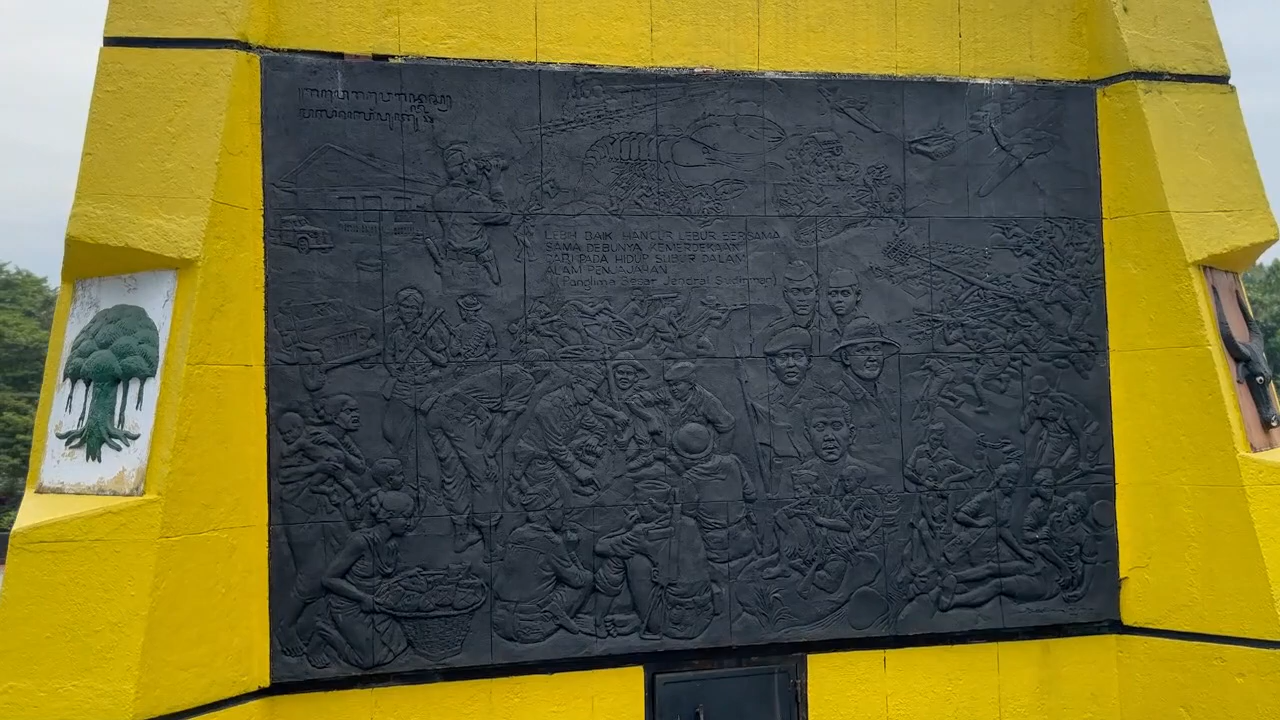 LEBIH BAIK HANCUR LEBUR BERSAMA
SAMA DEBUNYA KEMERDEKAAN
DARI PADA HIDUP SUBUR DALAM
ALAM PENJAJAHAN
(Panglima Besar Jendral Sudirman)